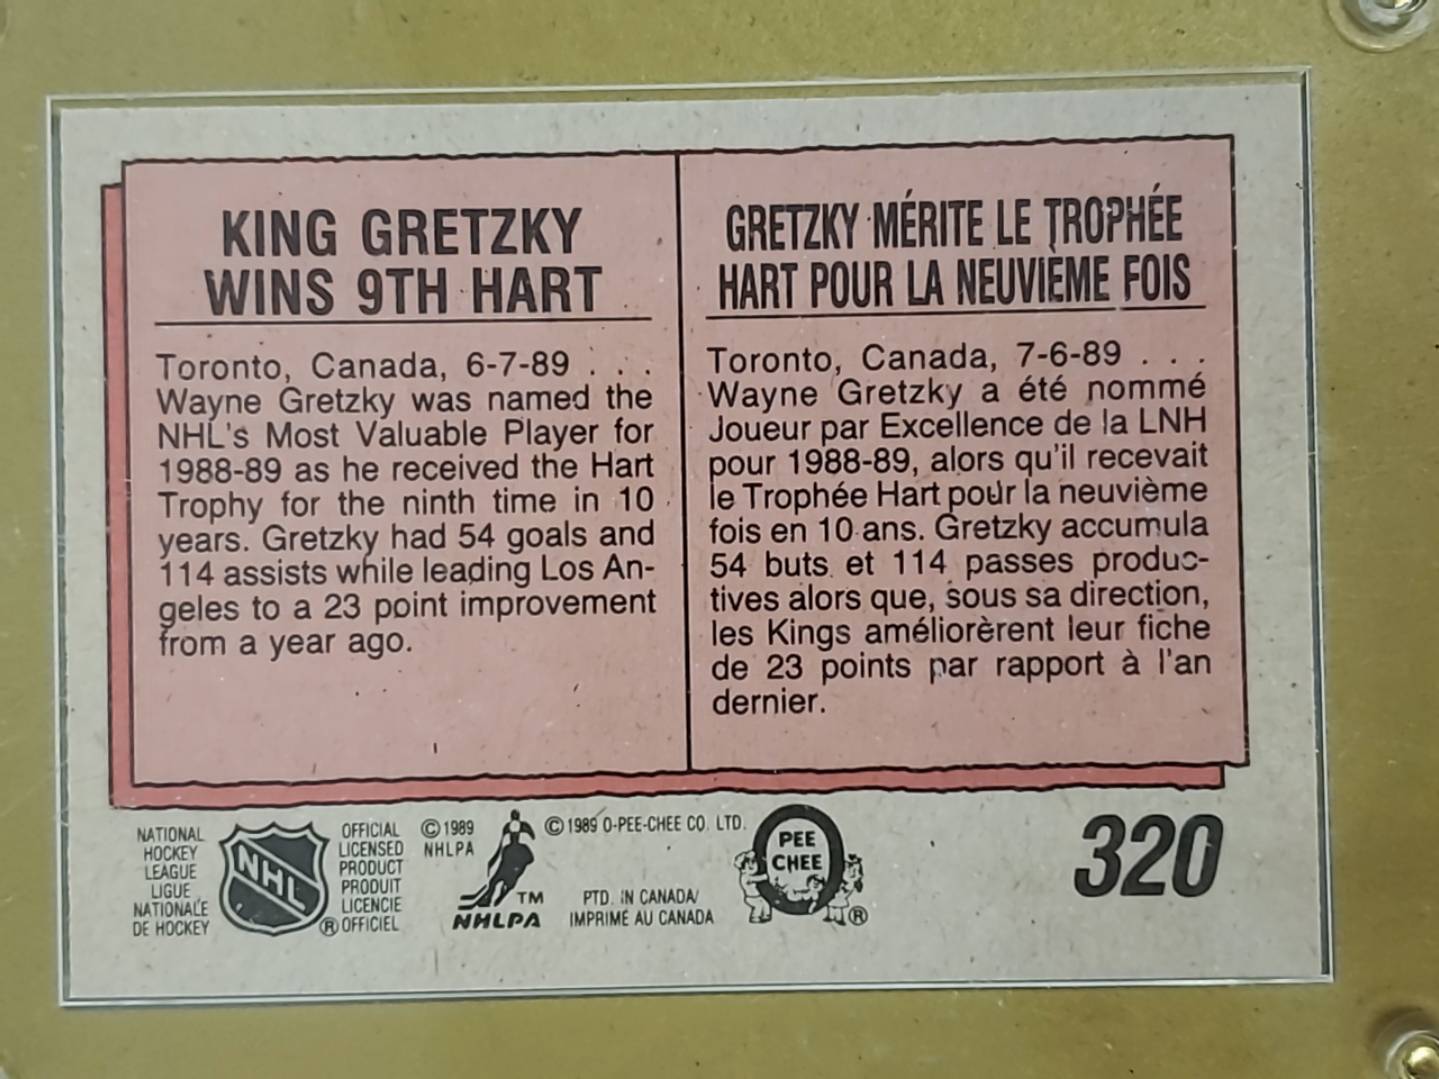 KING GRETZKY
WINS 9TH HART
Toronto, Canada, 6-7-89 . . .
Wayne Gretzky was named the
NHL's Most Valuable Player for
1988-89 as he received the Hart
Trophy for the ninth time in 10
years. Gretzky had 54 goals and
114 assists while leading Los An-
geles to a 23 point improvement
from a year ago.
GRETZKY MÉRITE LE TROPHÉE
HART POUR LA NEUVIEME FOIS
Toronto, Canada, 7-6-89 . . .
Wayne Gretzky a été nommé
Joueur par Excellence de la LNH
pour 1988-89, alors qu'il recevait
le Trophée Hart pour la neuvième
fois en 10 ans. Gretzky accumula
54 buts et 114 passes produc-
tives alors que, sous sa direction,
les Kings améliorèrent leur fiche
de 23 points par rapport à l'an
dernier.
NATIONAL
HOCKEY
LEAGUE
LIGUE
NATIONALE
DE HOCKEY
NHL
OFFICIAL
LICENSED
PRODUCT
PRODUIT
LICENCIE
® OFFICIEL
© 1989
NHLPA
TM
NHLPA
© 1989 O-PEE-CHEE CO. LTD.
PTD. IN CANADA/
IMPRIMÉ AU CANADA
PEE
CHEE
®
320